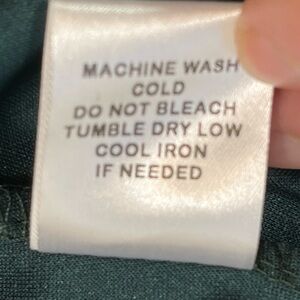 MACHINE WASH
COLD
DO NOT BLEACH
TUMBLE DRY LOW
COOL IRON
IF NEEDED